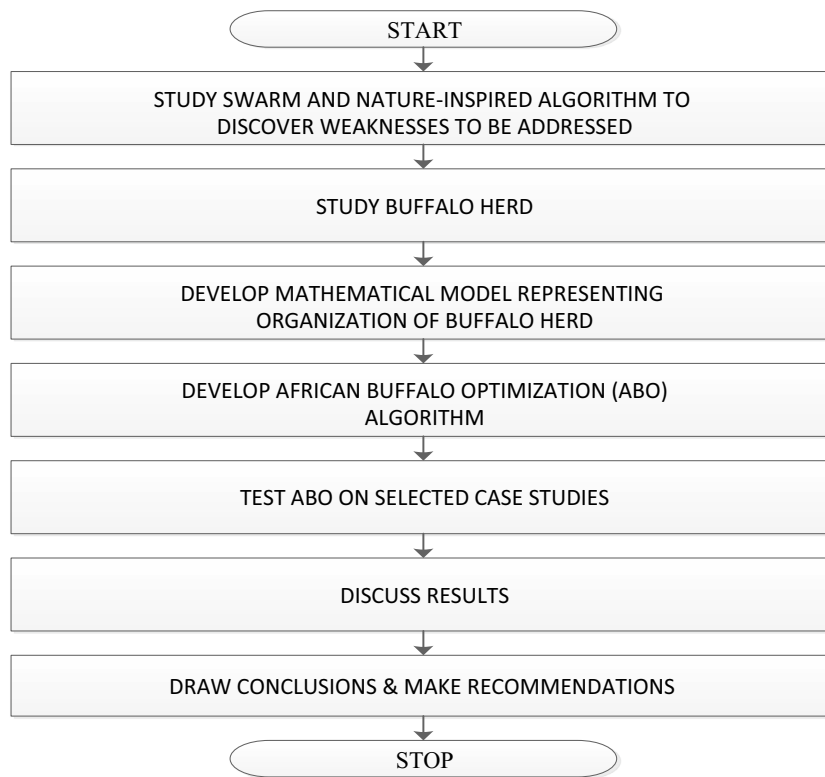 START
STUDY SWARM AND NATURE-INSPIRED ALGORITHM TO
DISCOVER WEAKNESSES TO BE ADDRESSED
STUDY BUFFALO HERD
DEVELOP MATHEMATICAL MODEL REPRESENTING
ORGANIZATION OF BUFFALO HERD
DEVELOP AFRICAN BUFFALO OPTIMIZATION (ABO)
ALGORITHM
TEST ABO ON SELECTED CASE STUDIES
DISCUSS RESULTS
DRAW CONCLUSIONS & MAKE RECOMMENDATIONS
STOP